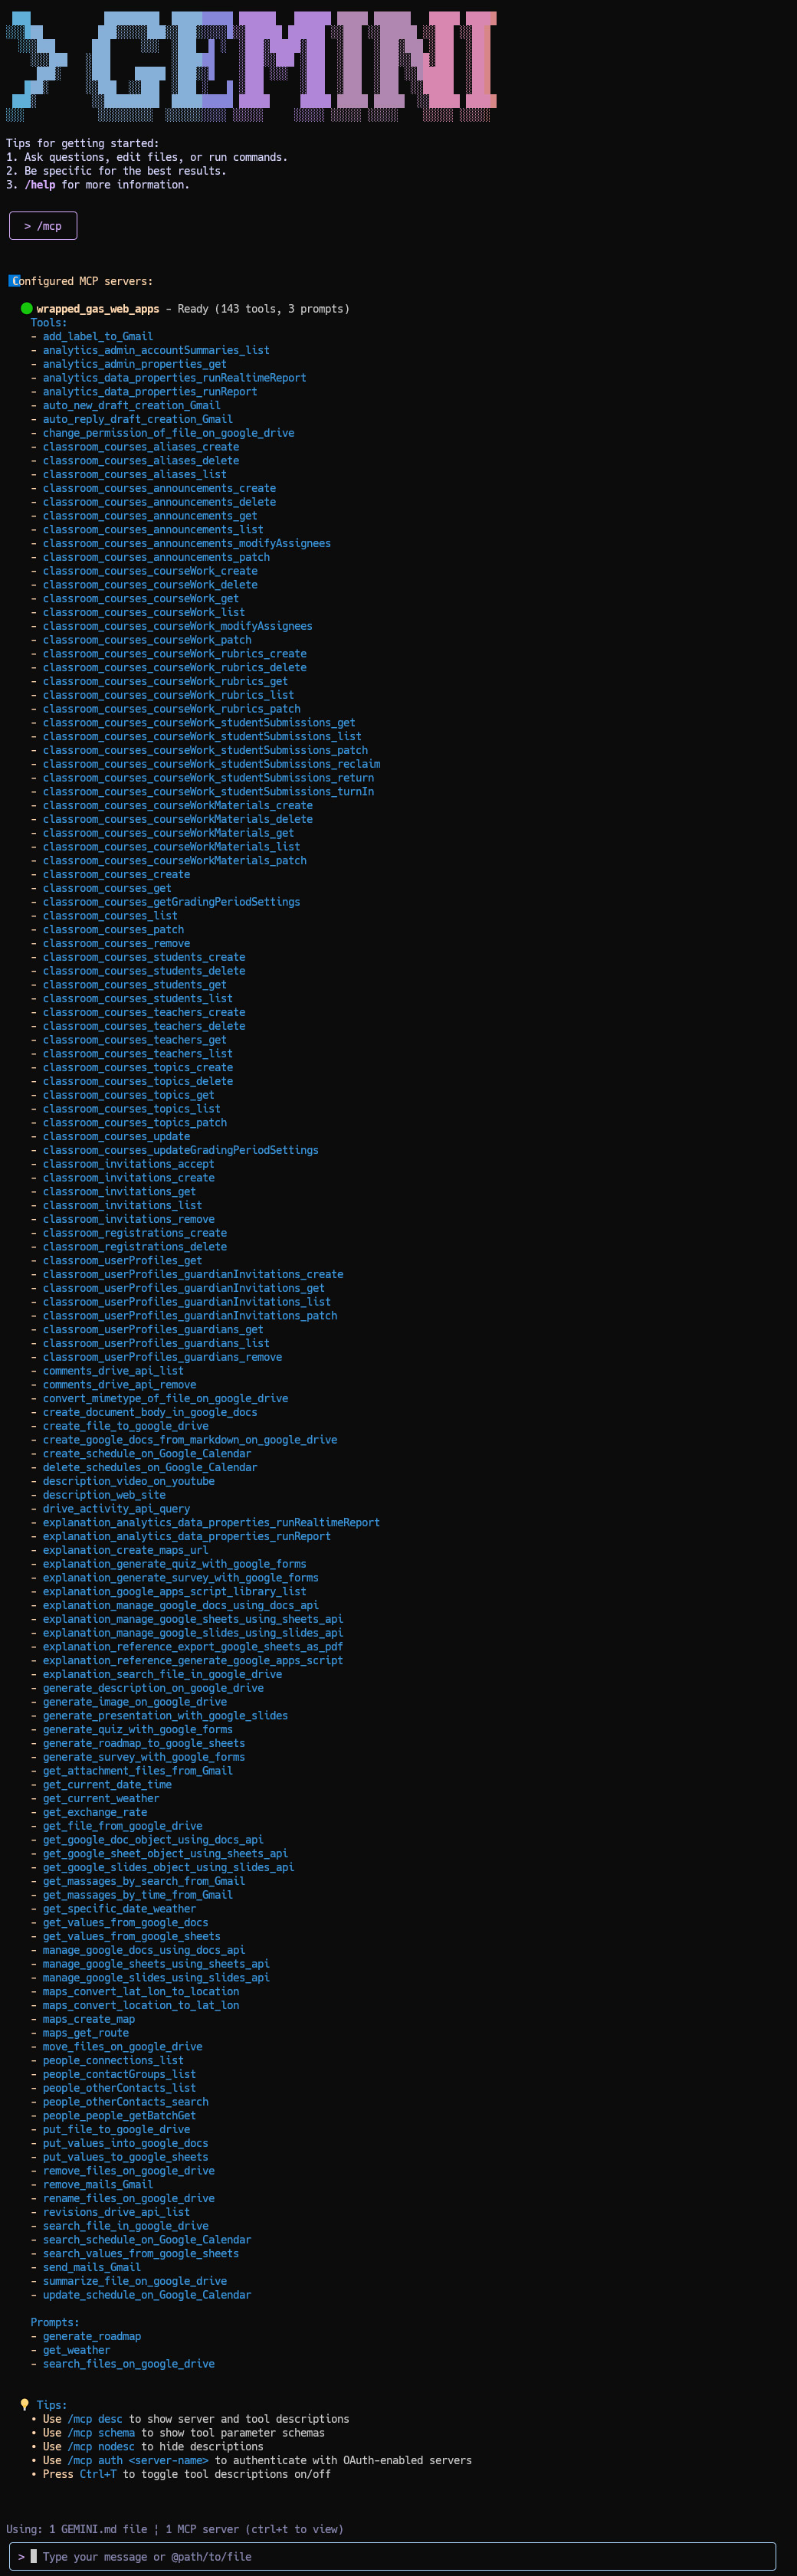 GEMINI
Tips for getting started:
1. Ask questions, edit files, or run commands.
2. Be specific for the best results.
3. /help for more information.
> /mcp
Configured MCP servers:
wrapped_gas_web_apps - Ready (143 tools, 3 prompts)
Tools:
- add_label_to_Gmail
- analytics_admin_accountSummaries_list
- analytics_admin_properties_get
- analytics_data_properties_runRealtimeReport
- analytics_data_properties_runReport
- auto_new_draft_creation_Gmail
- auto_reply_draft_creation_Gmail
- change_permission_of_file_on_google_drive
- classroom_courses_aliases_create
- classroom_courses_aliases_delete
- classroom_courses_aliases_list
- classroom_courses_announcements_create
- classroom_courses_announcements_delete
- classroom_courses_announcements_get
- classroom_courses_announcements_list
- classroom_courses_announcements_modifyAssignees
- classroom_courses_announcements_patch
- classroom_courses_courseWork_create
- classroom_courses_courseWork_delete
- classroom_courses_courseWork_get
- classroom_courses_courseWork_list
- classroom_courses_courseWork_modifyAssignees
- classroom_courses_courseWork_patch
- classroom_courses_courseWork_rubrics_create
- classroom_courses_courseWork_rubrics_delete
- classroom_courses_courseWork_rubrics_get
- classroom_courses_courseWork_rubrics_list
- classroom_courses_courseWork_rubrics_patch
- classroom_courses_courseWork_studentSubmissions_get
- classroom_courses_courseWork_studentSubmissions_list
- classroom_courses_courseWork_studentSubmissions_patch
- classroom_courses_courseWork_studentSubmissions_reclaim
- classroom_courses_courseWork_studentSubmissions_return
- classroom_courses_courseWork_studentSubmissions_turnIn
- classroom_courses_courseWorkMaterials_create
- classroom_courses_courseWorkMaterials_delete
- classroom_courses_courseWorkMaterials_get
- classroom_courses_courseWorkMaterials_list
- classroom_courses_courseWorkMaterials_patch
- classroom_courses_create
- classroom_courses_get
- classroom_courses_getGradingPeriodSettings
- classroom_courses_list
- classroom_courses_patch
- classroom_courses_remove
- classroom_courses_students_create
- classroom_courses_students_delete
- classroom_courses_students_get
- classroom_courses_students_list
- classroom_courses_teachers_create
- classroom_courses_teachers_delete
- classroom_courses_teachers_get
- classroom_courses_teachers_list
- classroom_courses_topics_create
- classroom_courses_topics_delete
- classroom_courses_topics_get
- classroom_courses_topics_list
- classroom_courses_topics_patch
- classroom_courses_update
- classroom_courses_updateGradingPeriodSettings
- classroom_invitations_accept
- classroom_invitations_create
- classroom_invitations_get
- classroom_invitations_list
- classroom_invitations_remove
- classroom_registrations_create
- classroom_registrations_delete
- classroom_userProfiles_get
- classroom_userProfiles_guardianInvitations_create
- classroom_userProfiles_guardianInvitations_get
- classroom_userProfiles_guardianInvitations_list
- classroom_userProfiles_guardianInvitations_patch
- classroom_userProfiles_guardians_get
- classroom_userProfiles_guardians_list
- classroom_userProfiles_guardians_remove
- comments_drive_api_list
- comments_drive_api_remove
- convert_mimetype_of_file_on_google_drive
- create_document_body_in_google_docs
- create_file_to_google_drive
- create_google_docs_from_markdown_on_google_drive
- create_schedule_on_Google_Calendar
- delete_schedules_on_Google_Calendar
- description_video_on_youtube
- description_web_site
- drive_activity_api_query
- explanation_analytics_data_properties_runRealtimeReport
- explanation_analytics_data_properties_runReport
- explanation_create_maps_url
- explanation_generate_quiz_with_google_forms
- explanation_generate_survey_with_google_forms
- explanation_google_apps_script_library_list
- explanation_manage_google_docs_using_docs_api
- explanation_manage_google_sheets_using_sheets_api
- explanation_manage_google_slides_using_slides_api
- explanation_reference_export_google_sheets_as_pdf
- explanation_reference_generate_google_apps_script
- explanation_search_file_in_google_drive
- generate_description_on_google_drive
- generate_image_on_google_drive
- generate_presentation_with_google_slides
- generate_quiz_with_google_forms
- generate_roadmap_to_google_sheets
- generate_survey_with_google_forms
- get_attachment_files_from_Gmail
- get_current_date_time
- get_current_weather
- get_exchange_rate
- get_file_from_google_drive
- get_google_doc_object_using_docs_api
- get_google_sheet_object_using_sheets_api
- get_google_slides_object_using_slides_api
- get_massages_by_search_from_Gmail
- get_massages_by_time_from_Gmail
- get_specific_date_weather
- get_values_from_google_docs
- get_values_from_google_sheets
- manage_google_docs_using_docs_api
- manage_google_sheets_using_sheets_api
- manage_google_slides_using_slides_api
- maps_convert_lat_lon_to_location
- maps_convert_location_to_lat_lon
- maps_create_map
- maps_get_route
- move_files_on_google_drive
- people_connections_list
- people_contactGroups_list
- people_otherContacts_list
- people_otherContacts_search
- people_people_getBatchGet
- put_file_to_google_drive
- put_values_into_google_docs
- put_values_to_google_sheets
- remove_files_on_google_drive
- remove_mails_Gmail
- rename_files_on_google_drive
- revisions_drive_api_list
- search_file_in_google_drive
- search_schedule_on_Google_Calendar
- search_values_from_google_sheets
- send_mails_Gmail
- summarize_file_on_google_drive
- update_schedule_on_Google_Calendar
Prompts:
- generate_roadmap
- get_weather
- search_files_on_google_drive
Tips:
• Use /mcp desc to show server and tool descriptions
• Use /mcp schema to show tool parameter schemas
• Use /mcp nodesc to hide descriptions
• Use /mcp auth <server-name> to authenticate with OAuth-enabled servers
• Press Ctrl+T to toggle tool descriptions on/off
Using: 1 GEMINI.md file ¦ 1 MCP server (ctrl+t to view)
> Type your message or @path/to/file